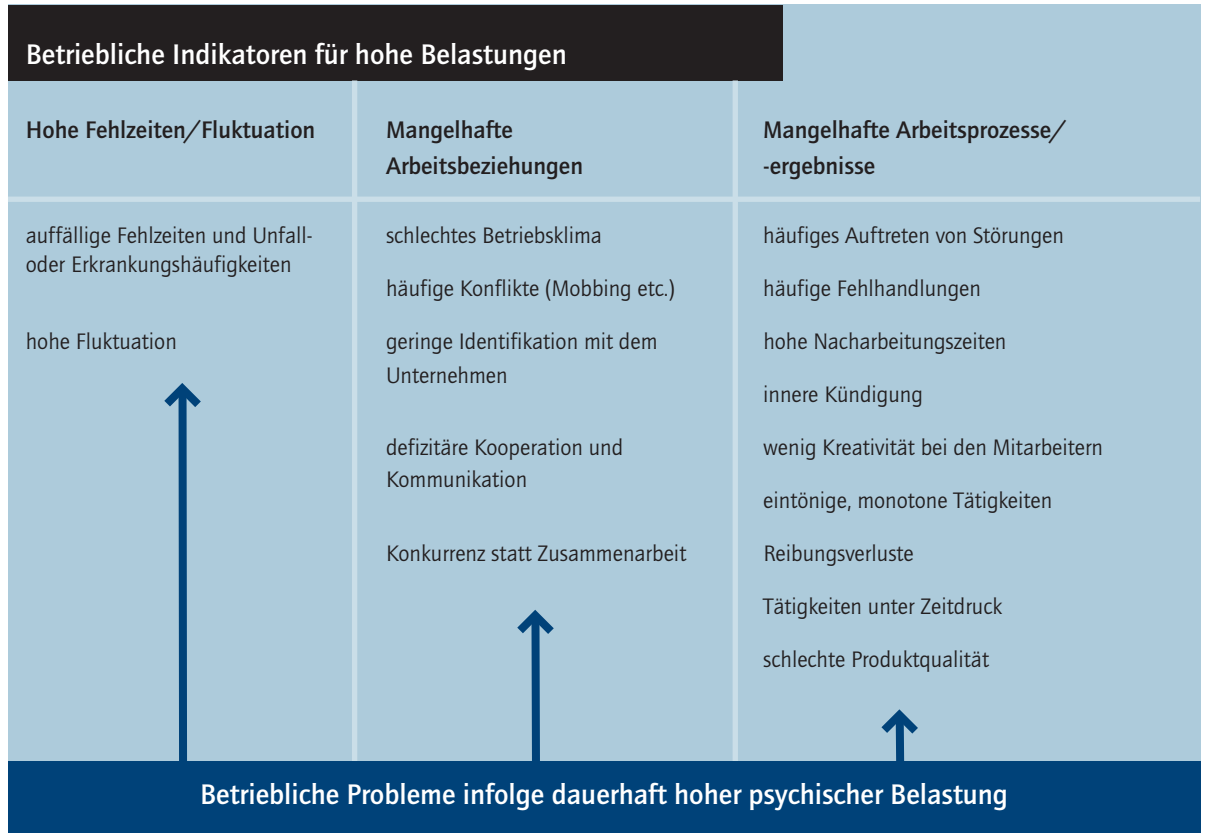 Betriebliche Indikatoren für hohe Belastungen
Hohe Fehlzeiten/Fluktuation
auffällige Fehlzeiten und Unfall-
oder Erkrankungshäufigkeiten
hohe Fluktuation
Mangelhafte
Arbeitsbeziehungen
schlechtes Betriebsklima
häufige Konflikte (Mobbing etc.)
geringe Identifikation mit dem
Unternehmen
defizitäre Kooperation und
Kommunikation
Konkurrenz statt Zusammenarbeit
Mangelhafte Arbeitsprozesse/
-ergebnisse
häufiges Auftreten von Störungen
häufige Fehlhandlungen
hohe Nacharbeitungszeiten
innere Kündigung
wenig Kreativität bei den Mitarbeitern
eintönige, monotone Tätigkeiten
Reibungsverluste
Tätigkeiten unter Zeitdruck
schlechte Produktqualität
Betriebliche Probleme infolge dauerhaft hoher psychischer Belastung